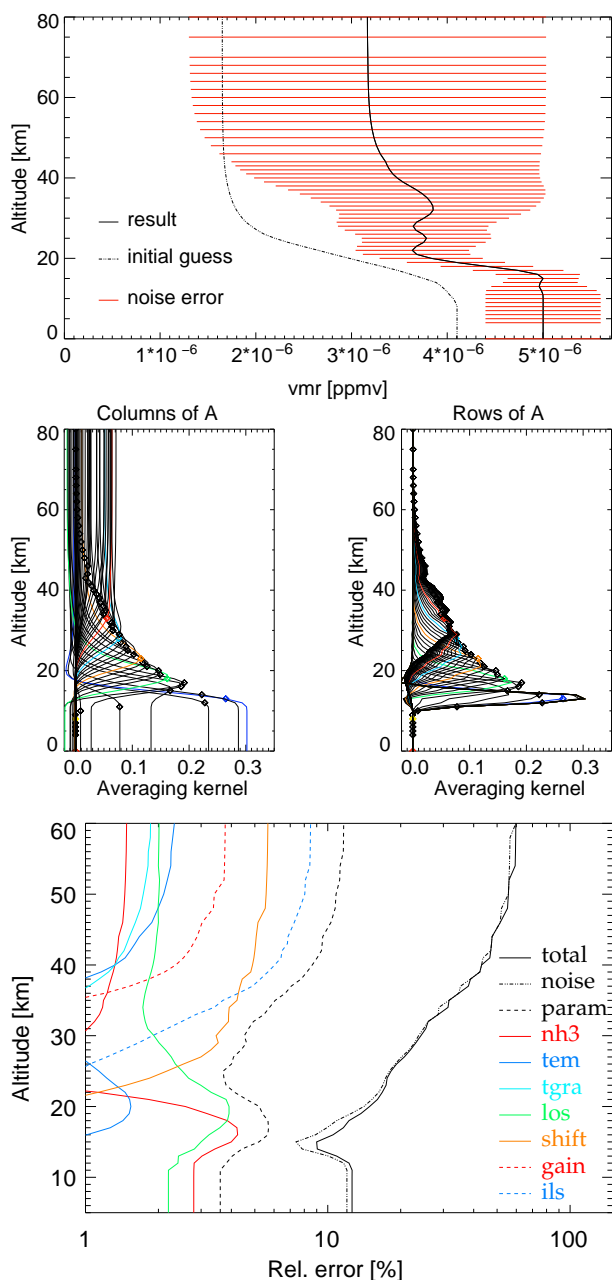 80
60
40
20
0
Altitude [km]
result
initial guess
noise error
0 1*10⁻⁶ 2*10⁻⁶ 3*10⁻⁶ 4*10⁻⁶ 5*10⁻⁶
vmr [ppmv]
Columns of A
80
60
40
20
0
Altitude [km]
0.0 0.1 0.2 0.3
Averaging kernel
Rows of A
80
60
40
20
0
Altitude [km]
0.0 0.1 0.2 0.3
Averaging kernel
60
50
40
30
20
10
Altitude [km]
total
noise
param
nh3
tem
tgra
los
shift
gain
ils
1 10 100
Rel. error [%]